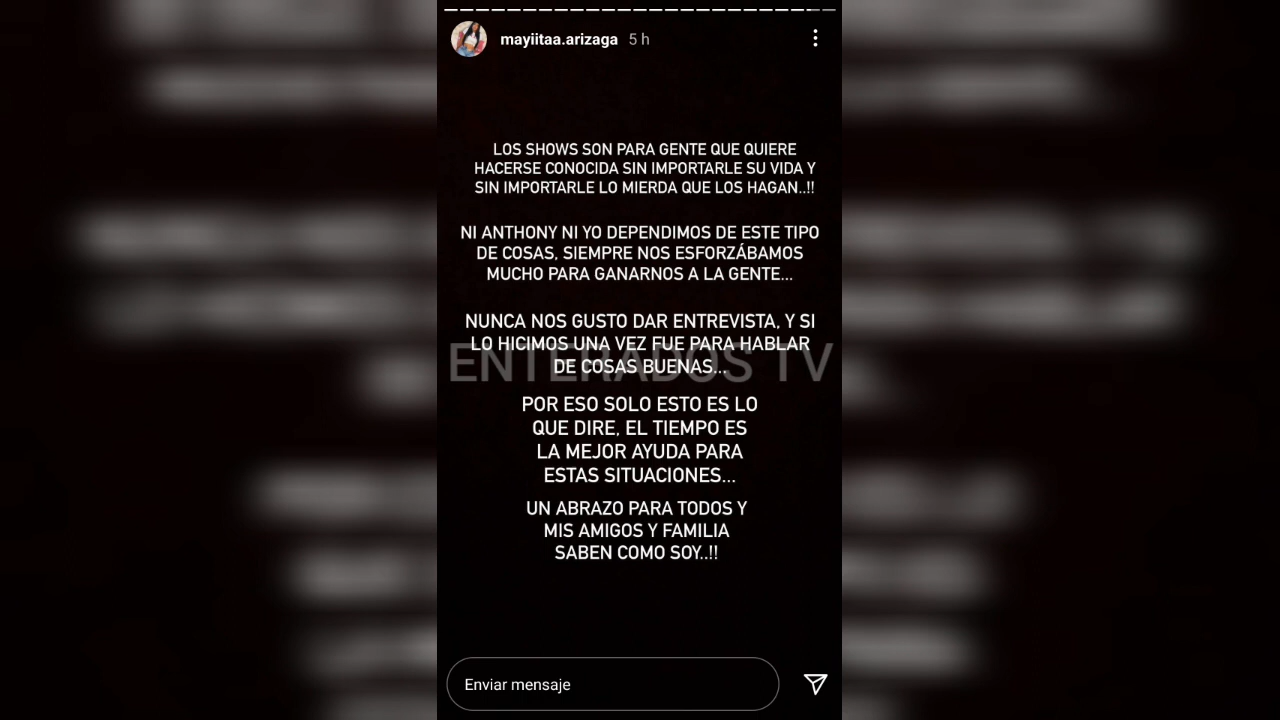 mayiitaa.arizaga 5 h
LOS SHOWS SON PARA GENTE QUE QUIERE
HACERSE CONOCIDA SIN IMPORTARLE SU VIDA Y
SIN IMPORTARLE LO MIERDA QUE LOS HAGAN..!!
NI ANTHONY NI YO DEPENDIMOS DE ESTE TIPO
DE COSAS, SIEMPRE NOS ESFORZÁBAMOS
MUCHO PARA GANARNOS A LA GENTE...
NUNCA NOS GUSTO DAR ENTREVISTA, Y SI
LO HICIMOS UNA VEZ FUE PARA HABLAR
DE COSAS BUENAS...
ENTERADOS TV
POR ESO SOLO ESTO ES LO
QUE DIRE, EL TIEMPO ES
LA MEJOR AYUDA PARA
ESTAS SITUACIONES...
UN ABRAZO PARA TODOS Y
MIS AMIGOS Y FAMILIA
SABEN COMO SOY..!!
Enviar mensaje